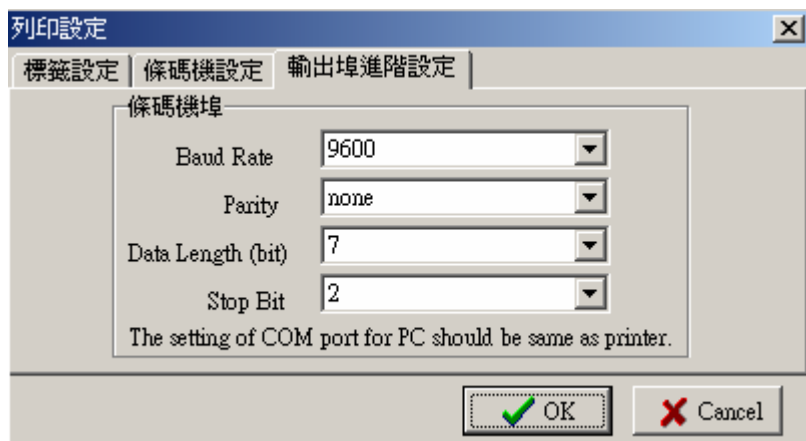 列印設定
標籤設定 條碼機設定 輸出埠進階設定
條碼機埠
Baud Rate 9600
Parity none
Data Length (bit) 7
Stop Bit 2
The setting of COM port for PC should be same as printer.
OK Cancel